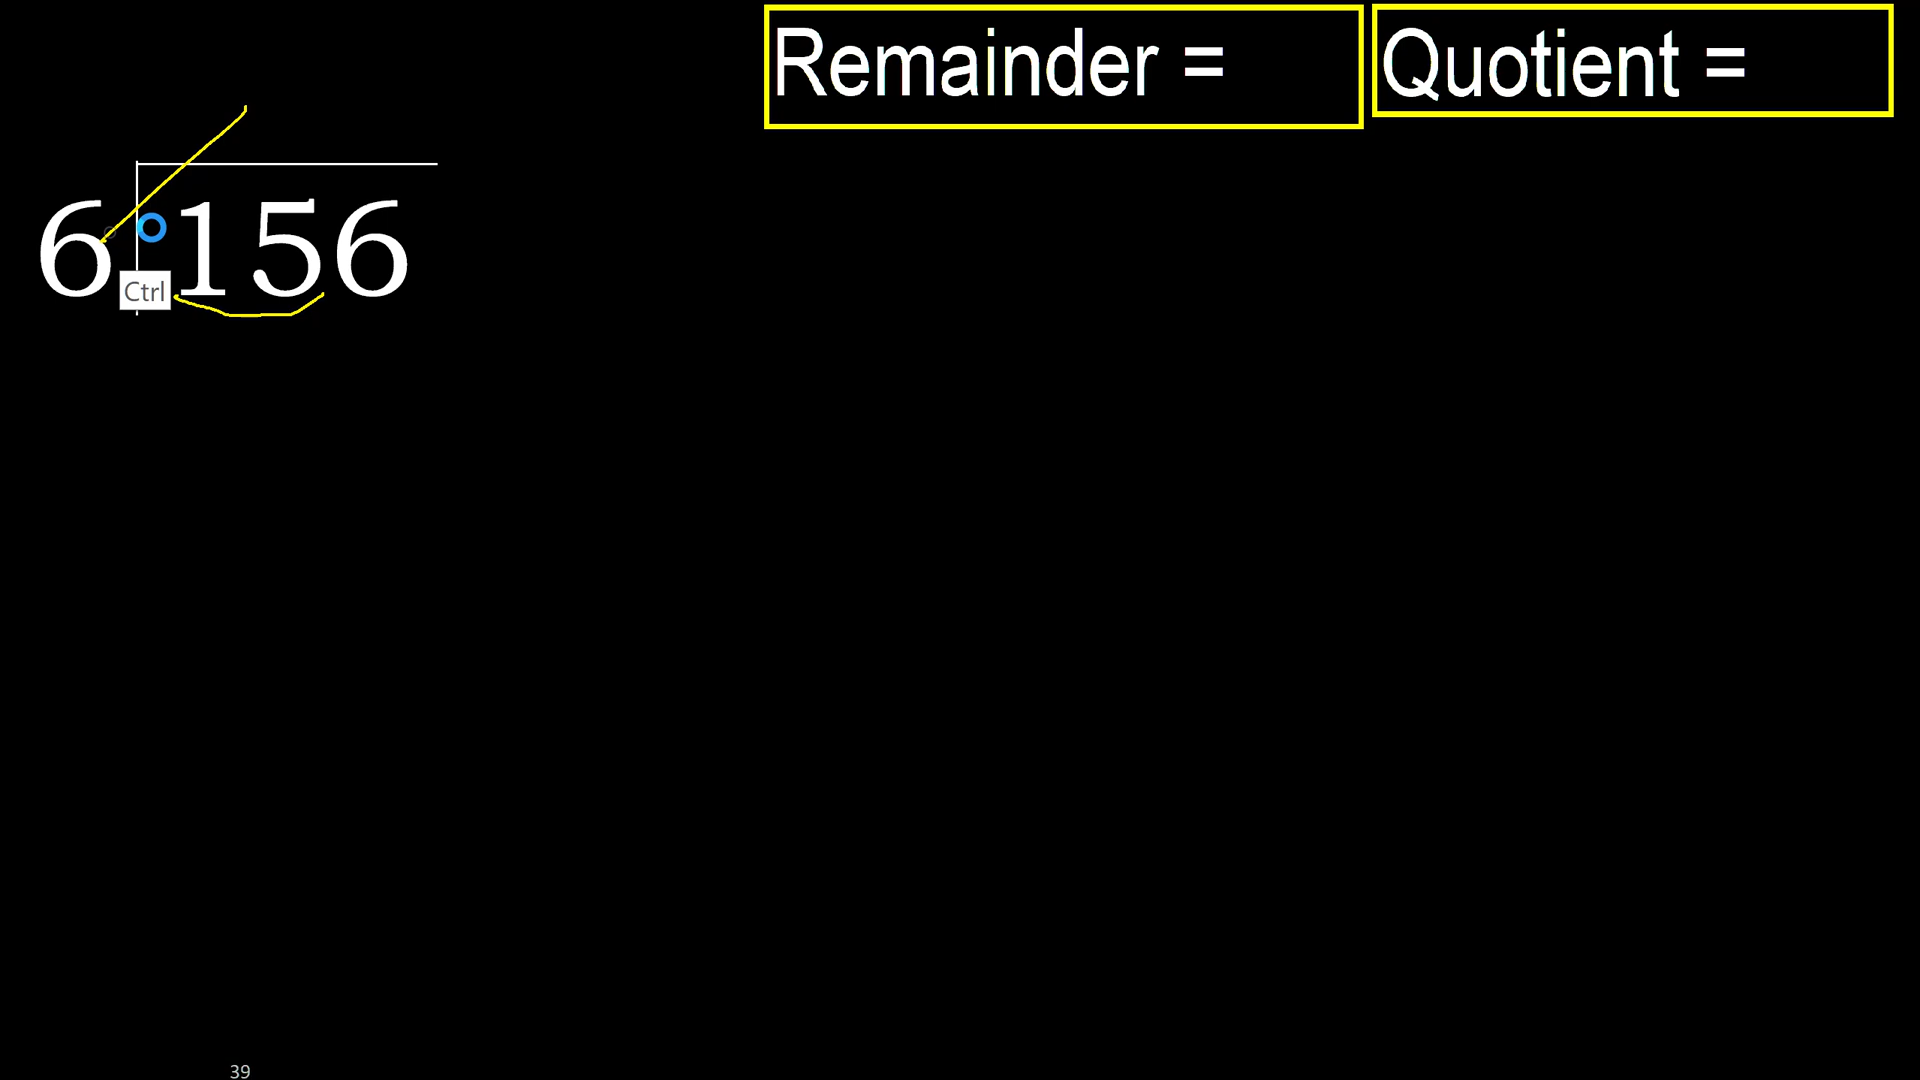 Remainder =
Quotient =
6 156
Ctrl
39